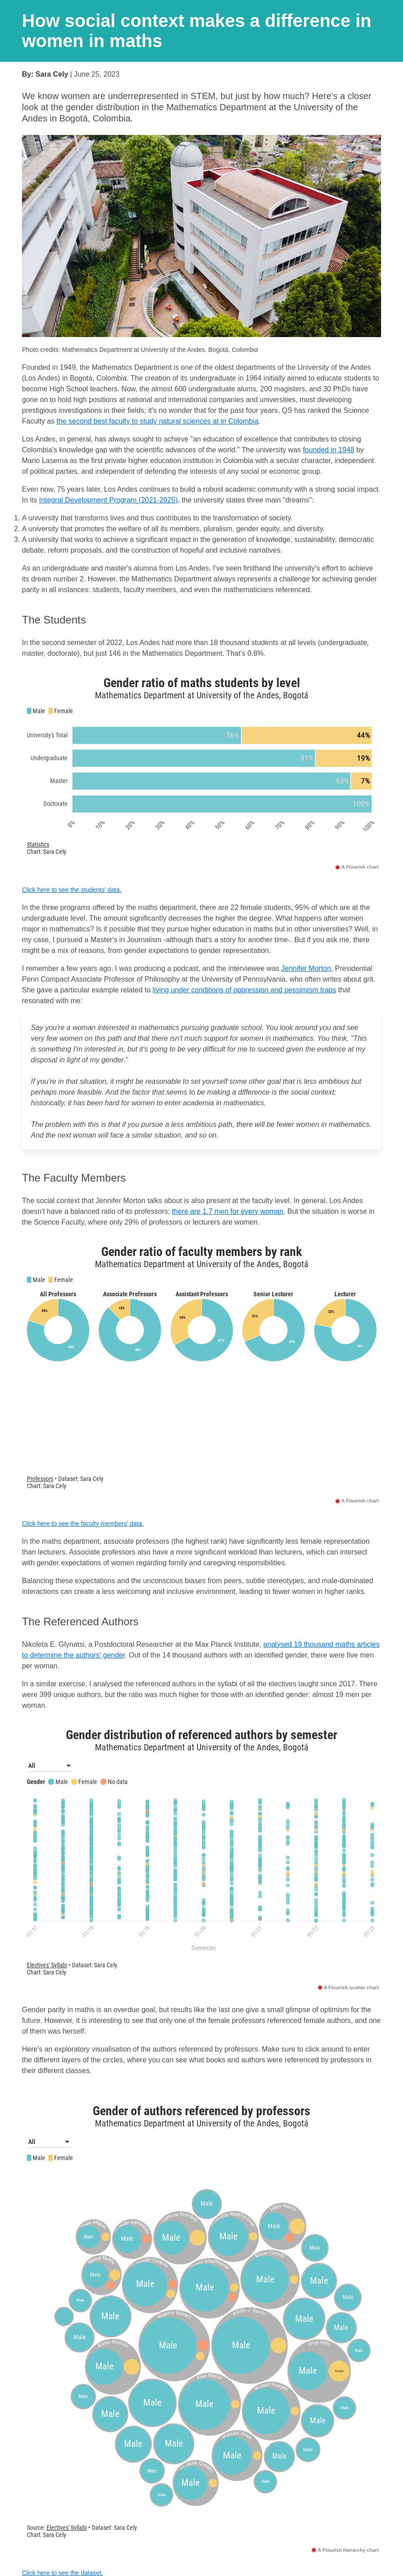 How social context makes a difference in
women in maths
By: Sara Cely | June 25, 2023
We know women are underrepresented in STEM, but just by how much? Here's a closer
look at the gender distribution in the Mathematics Department at the University of the
Andes in Bogotá, Colombia.
Photo credits: Mathematics Department at University of the Andes. Bogotá, Colombia
Founded in 1949, the Mathematics Department is one of the oldest departments of the University of the Andes
(Los Andes) in Bogotá, Colombia. The creation of its undergraduate in 1964 initially aimed to educate students to
become High School teachers. Now, the almost 600 undergraduate alums, 200 magisters, and 30 PhDs have
gone on to hold high positions at national and international companies and universities, most developing
prestigious investigations in their fields; it's no wonder that for the past four years, QS has ranked the Science
Faculty as the second best faculty to study natural sciences at in Colombia.
Los Andes, in general, has always sought to achieve "an education of excellence that contributes to closing
Colombia's knowledge gap with the scientific advances of the world." The university was founded in 1948 by
Mario Laserna as the first private higher education institution in Colombia with a secular character, independent
of political parties, and independent of defending the interests of any social or economic group.
Even now, 75 years later, Los Andes continues to build a robust academic community with a strong social impact.
In its Integral Development Program (2021-2025), the university states three main "dreams":
1. A university that transforms lives and thus contributes to the transformation of society.
2. A university that promotes the welfare of all its members, pluralism, gender equity, and diversity.
3. A university that works to achieve a significant impact in the generation of knowledge, sustainability, democratic
debate, reform proposals, and the construction of hopeful and inclusive narratives.
As an undergraduate and master's alumna from Los Andes, I've seen firsthand the university's effort to achieve
its dream number 2. However, the Mathematics Department always represents a challenge for achieving gender
parity in all instances: students, faculty members, and even the mathematicians referenced.
The Students
In the second semester of 2022, Los Andes had more than 18 thousand students at all levels (undergraduate,
master, doctorate), but just 146 in the Mathematics Department. That's 0.8%.
Gender ratio of maths students by level
Mathematics Department at University of the Andes, Bogotá
Male Female
University's Total 56% 44%
Undergraduate 81% 19%
Master 93% 7%
Doctorate 100%
0% 10% 20% 30% 40% 50% 60% 70% 80% 90% 100%
Statistics
Chart: Sara Cely
A Flourish chart
Click here to see the students' data.
In the three programs offered by the maths department, there are 22 female students, 95% of which are at the
undergraduate level. The amount significantly decreases the higher the degree. What happens after women
major in mathematics? Is it possible that they pursue higher education in maths but in other universities? Well, in
my case, I pursued a Master's in Journalism -although that's a story for another time-. But if you ask me, there
might be a mix of reasons, from gender expectations to gender representation.
I remember a few years ago, I was producing a podcast, and the interviewee was Jennifer Morton, Presidential
Penn Compact Associate Professor of Philosophy at the University of Pennsylvania, who often writes about grit.
She gave a particular example related to living under conditions of oppression and pessimism traps that
resonated with me:
Say you're a woman interested in mathematics pursuing graduate school. You look around you and see
very few women on this path and that there isn't much support for women in mathematics. You think, "This
is something I'm interested in, but it's going to be very difficult for me to succeed given the evidence at my
disposal in light of my gender."
If you're in that situation, it might be reasonable to set yourself some other goal that is less ambitious but
perhaps more feasible. And the factor that seems to be making a difference is the social context;
historically, it has been hard for women to enter academia in mathematics.
The problem with this is that if you pursue a less ambitious path, there will be fewer women in mathematics.
And the next woman will face a similar situation, and so on.
The Faculty Members
The social context that Jennifer Morton talks about is also present at the faculty level. In general, Los Andes
doesn't have a balanced ratio of its professors; there are 1.7 men for every woman. But the situation is worse in
the Science Faculty, where only 29% of professors or lecturers are women.
Gender ratio of faculty members by rank
Mathematics Department at University of the Andes, Bogotá
Male Female
All Professors Associate Professors Assistant Professors Senior Lecturer Lecturer
Professors • Dataset: Sara Cely
Chart: Sara Cely
A Flourish chart
Click here to see the faculty members' data.
In the maths department, associate professors (the highest rank) have significantly less female representation
than lecturers. Associate professors also have a more significant workload than lecturers, which can intersect
with gender expectations of women regarding family and caregiving responsibilities.
Balancing these expectations and the unconscious biases from peers, subtle stereotypes, and male-dominated
interactions can create a less welcoming and inclusive environment, leading to fewer women in higher ranks.
The Referenced Authors
Nikoleta E. Glynatsi, a Postdoctoral Researcher at the Max Planck Institute, analysed 19 thousand maths articles
to determine the authors' gender. Out of the 14 thousand authors with an identified gender, there were five men
per woman.
In a similar exercise, I analysed the referenced authors in the syllabi of all the electives taught since 2017. There
were 399 unique authors, but the ratio was much higher for those with an identified gender: almost 19 men per
woman.
Gender distribution of referenced authors by semester
Mathematics Department at University of the Andes, Bogotá
All
Gender Male Female No data
01/17 01/18 01/19 01/20 01/21 01/22 01/23
Semester
Electives' Syllabi • Dataset: Sara Cely
Chart: Sara Cely
A Flourish scatter chart
Gender parity in maths is an overdue goal, but results like the last one give a small glimpse of optimism for the
future. However, it is interesting to see that only one of the female professors referenced female authors, and one
of them was herself.
Here's an exploratory visualisation of the authors referenced by professors. Make sure to click around to enter
the different layers of the circles, where you can see what books and authors were referenced by professors in
their different classes.
Gender of authors referenced by professors
Mathematics Department at University of the Andes, Bogotá
All
Male Female
Male
Male Male Male Male Male Male
Male Male Male Male Male
Male Male Male
Male Male Male Male
Male Male Male
Male Male Male
Male Male Male Male
Male Male Male
Male Male Male
Male Male Male
Source: Electives' Syllabi • Dataset: Sara Cely
Chart: Sara Cely
A Flourish hierarchy chart
Click here to see the dataset.